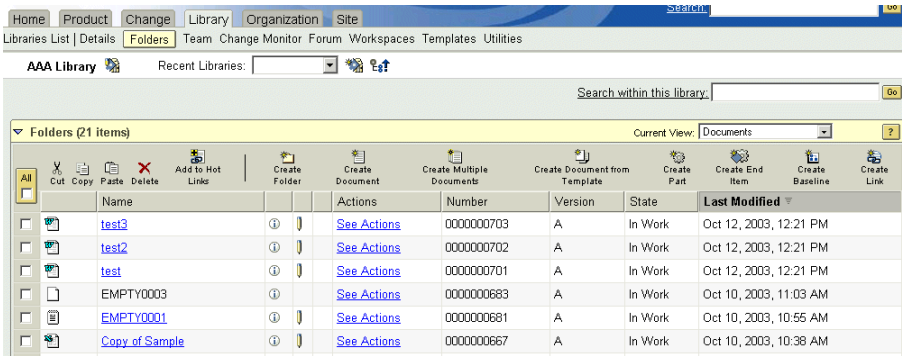 Home Product Change Library Organization Site Search: Go
Libraries List | Details Folders Team Change Monitor Forum Workspaces Templates Utilities
AAA Library Recent Libraries:
Search within this library: Go
Folders (21 items) Current View: Documents ?
All Cut Copy Paste Delete Add to Hot Links Create Folder Create Document Create Multiple Documents Create Document from Template Create Part Create End Item Create Baseline Create Link
Name Actions Number Version State Last Modified
test3 See Actions 0000000703 A In Work Oct 12, 2003, 12:21 PM
test2 See Actions 0000000702 A In Work Oct 12, 2003, 12:21 PM
test See Actions 0000000701 A In Work Oct 12, 2003, 12:21 PM
EMPTY0003 See Actions 0000000683 A In Work Oct 10, 2003, 11:03 AM
EMPTY0001 See Actions 0000000681 A In Work Oct 10, 2003, 10:55 AM
Copy of Sample See Actions 0000000667 A In Work Oct 10, 2003, 10:38 AM